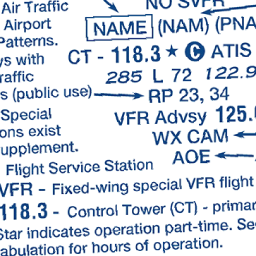 Air Traffic
NO SVFR
Airport
NAME (NAM) (PNA
Patterns.
CT - 118.3 ★ C ATIS
ys with
285 L 72 122.9
raffic
s (public use) RP 23, 34
Special
VFR Advsy 125.
ons exist
WX CAM
upplement.
AOE
Flight Service Station
VFR – Fixed-wing special VFR flight
118.3 - Control Tower (CT) - primar
Star indicates operation part-time. Se
abulation for hours of operation.